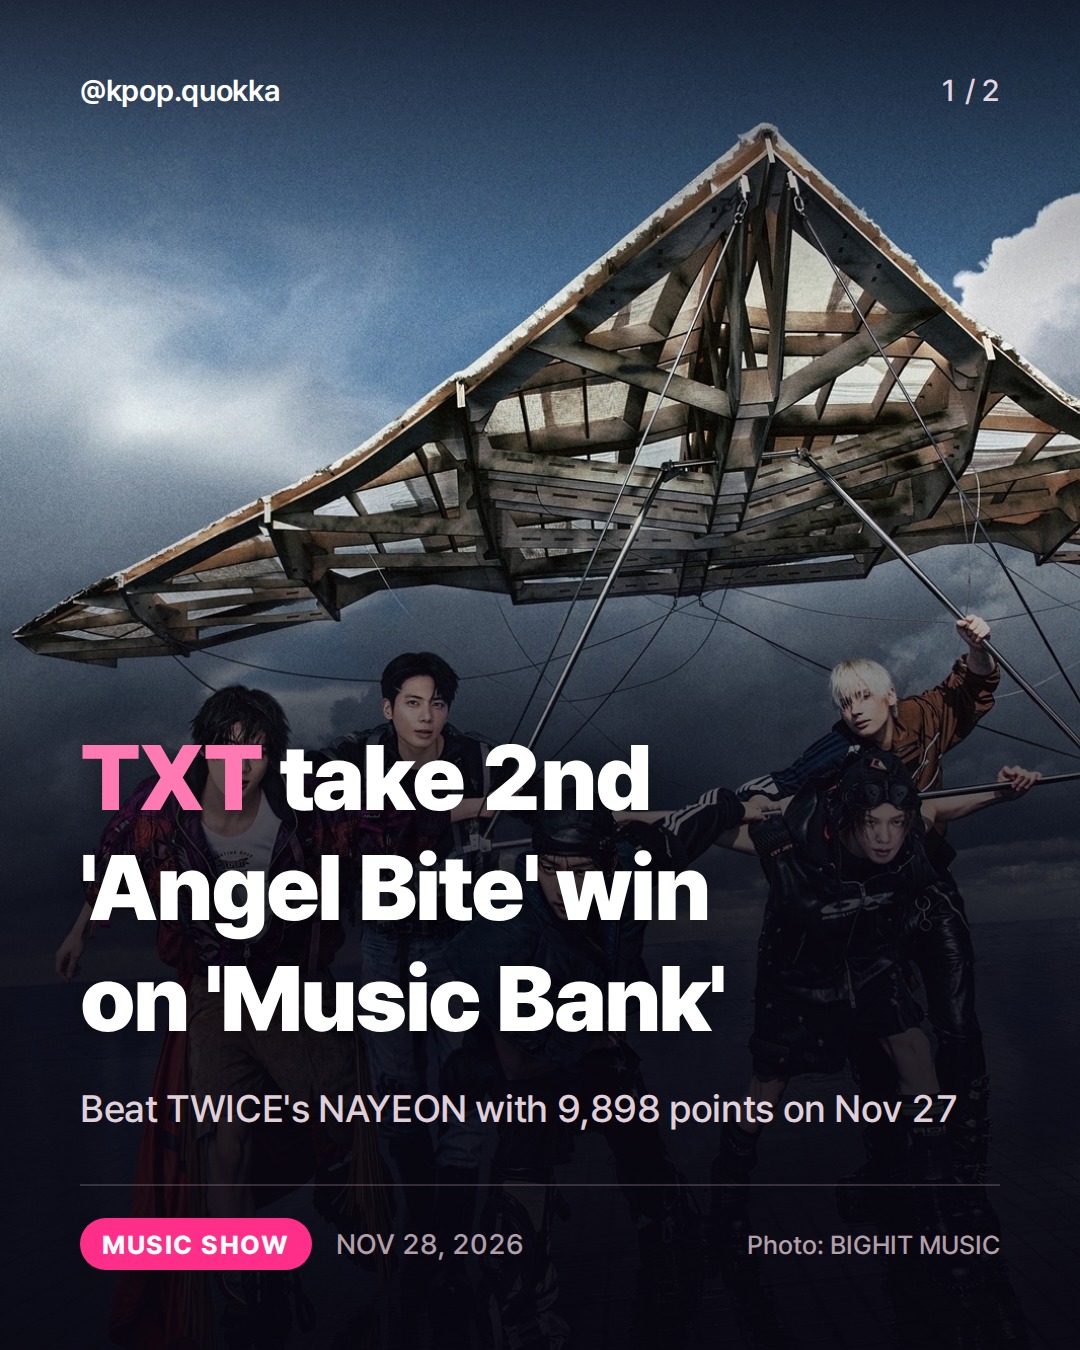 @kpop.quokka
1 / 2
TXT take 2nd
'Angel Bite' win
on 'Music Bank'
Beat TWICE's NAYEON with 9,898 points on Nov 27
MUSIC SHOW
NOV 28, 2026
Photo: BIGHIT MUSIC